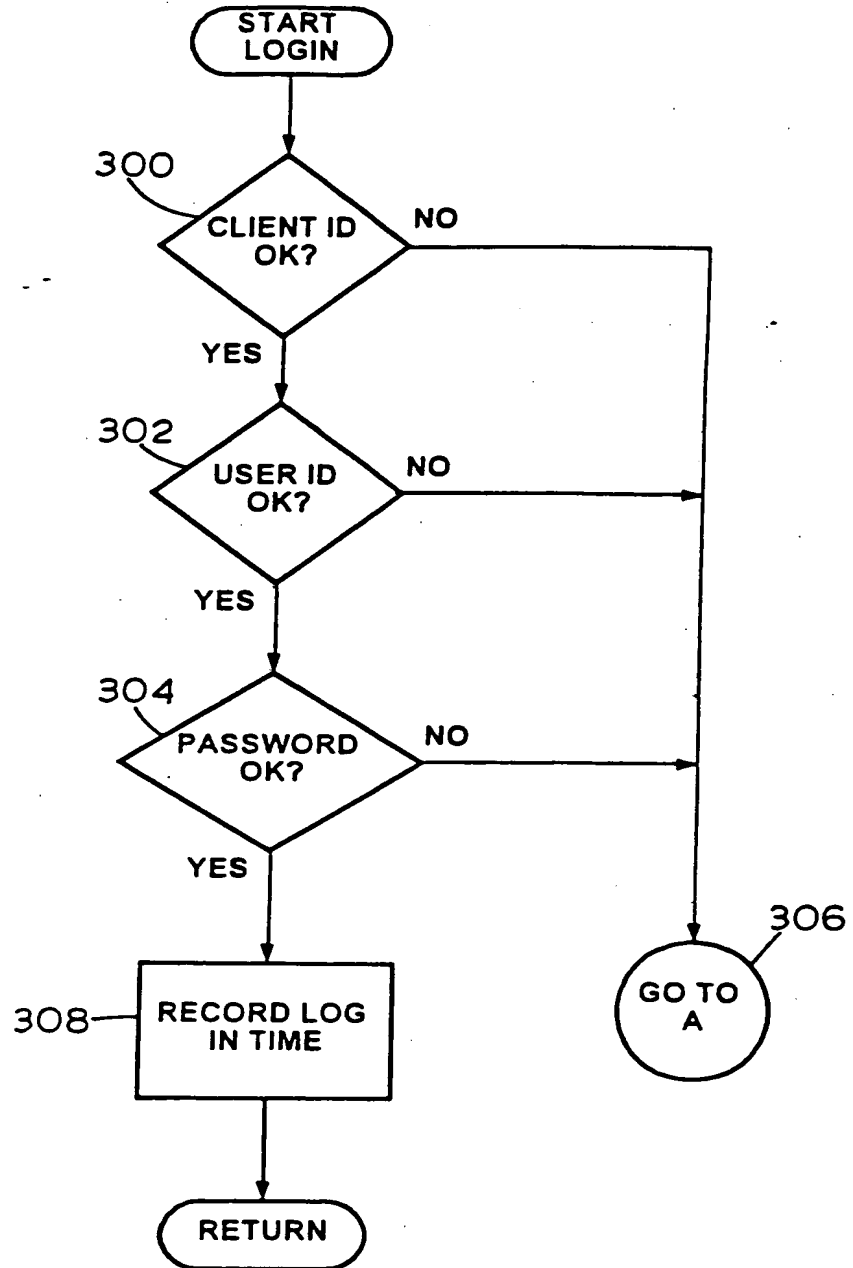 START
LOGIN
300
CLIENT ID
OK?
NO
YES
302
USER ID
OK?
NO
YES
304
PASSWORD
OK?
NO
YES
306
GO TO
A
308
RECORD LOG
IN TIME
RETURN